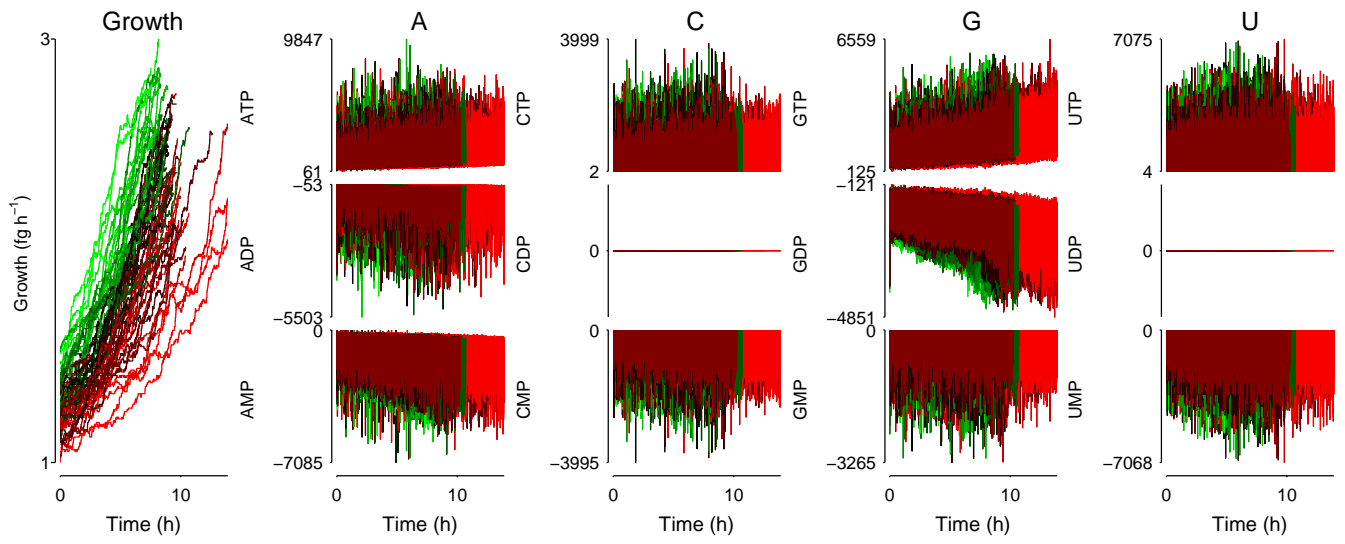 Growth
A
C
G
U
Growth (fg h⁻¹)
3
1
0
10
Time (h)
ATP
9847
61
ADP
−53
−5503
AMP
0
−7085
0
10
Time (h)
CTP
3999
2
CDP
0
CMP
0
−3995
0
10
Time (h)
GTP
6559
125
GDP
−121
−4851
GMP
0
−3265
0
10
Time (h)
UTP
7075
4
UDP
0
UMP
0
−7068
0
10
Time (h)